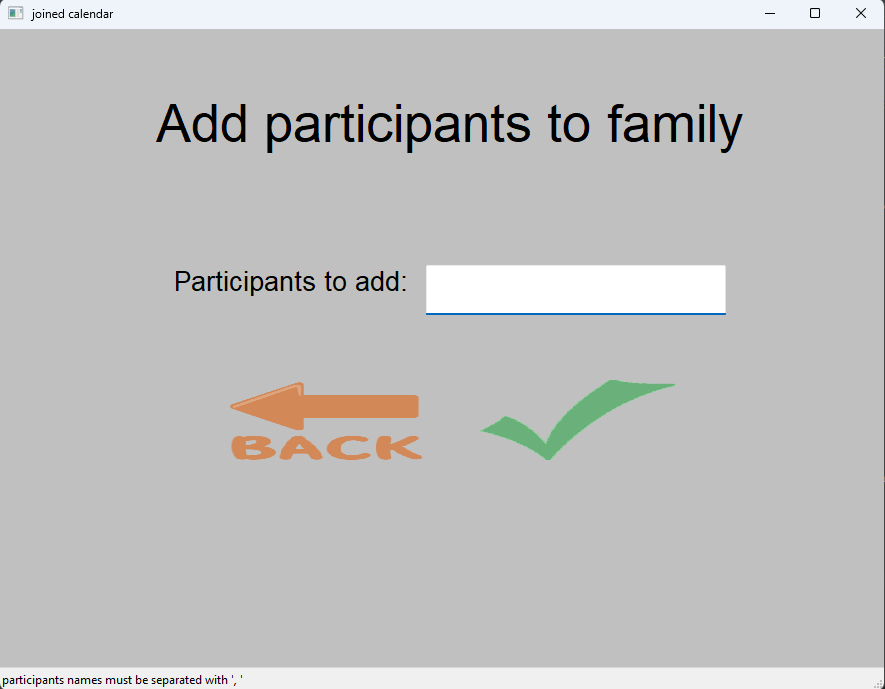 joined calendar
Add participants to family
Participants to add:
BACK
participants names must be separated with ', '